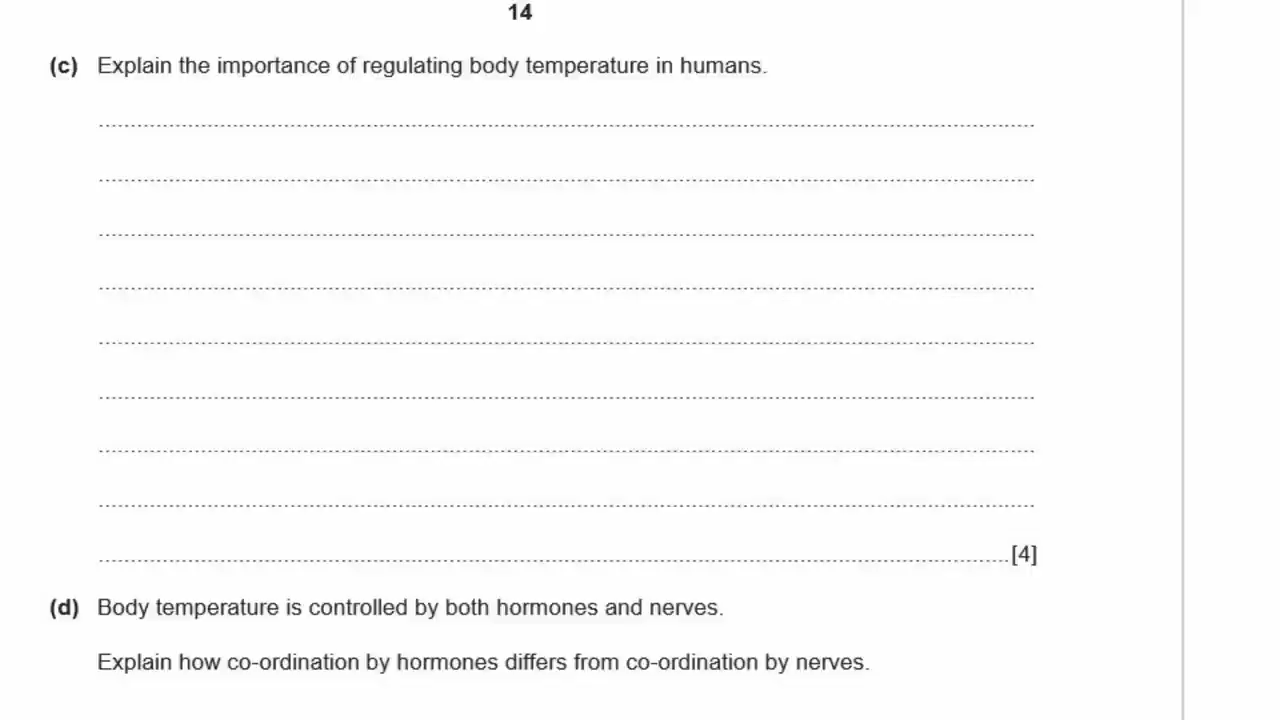 14
(c) Explain the importance of regulating body temperature in humans.
[4]
(d) Body temperature is controlled by both hormones and nerves.
Explain how co-ordination by hormones differs from co-ordination by nerves.